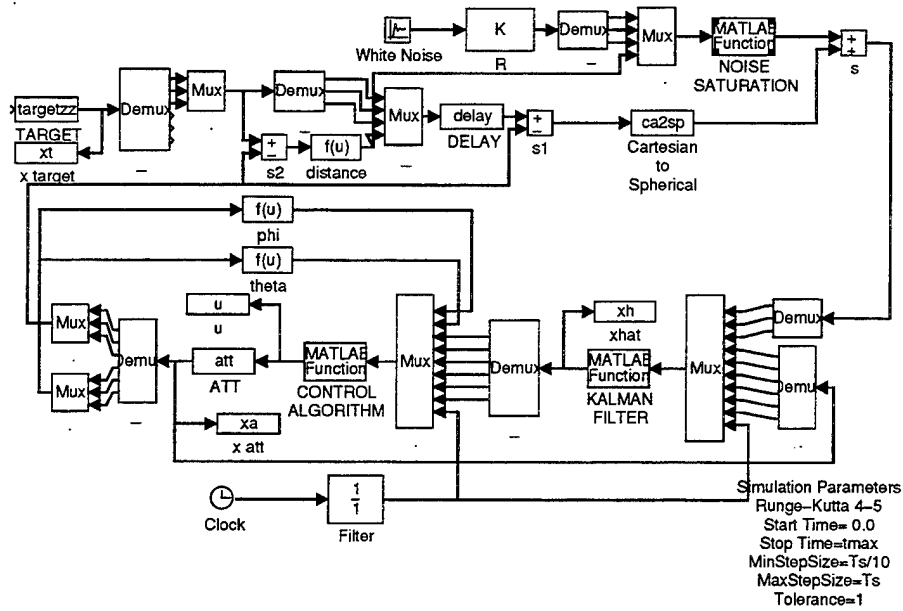 White Noise
K
R
Demux
Mux
MATLAB
Function
NOISE
SATURATION
+
+
s
targetzz
TARGET
xt
x target
Demux
Mux
Demux
+
−
s2
f(u)
distance
Mux
delay
DELAY
+
−
s1
ca2sp
Cartesian
to
Spherical
f(u)
phi
f(u)
theta
Mux
Mux
Demu
u
u
att
ATT
xa
x att
MATLAB
Function
CONTROL
ALGORITHM
Mux
Demux
xh
xhat
MATLAB
Function
KALMAN
FILTER
Mux
Demux
Demu
Clock
1
1
Filter
Simulation Parameters
Runge−Kutta 4−5
Start Time= 0.0
Stop Time=tmax
MinStepSize=Ts/10
MaxStepSize=Ts
Tolerance=1